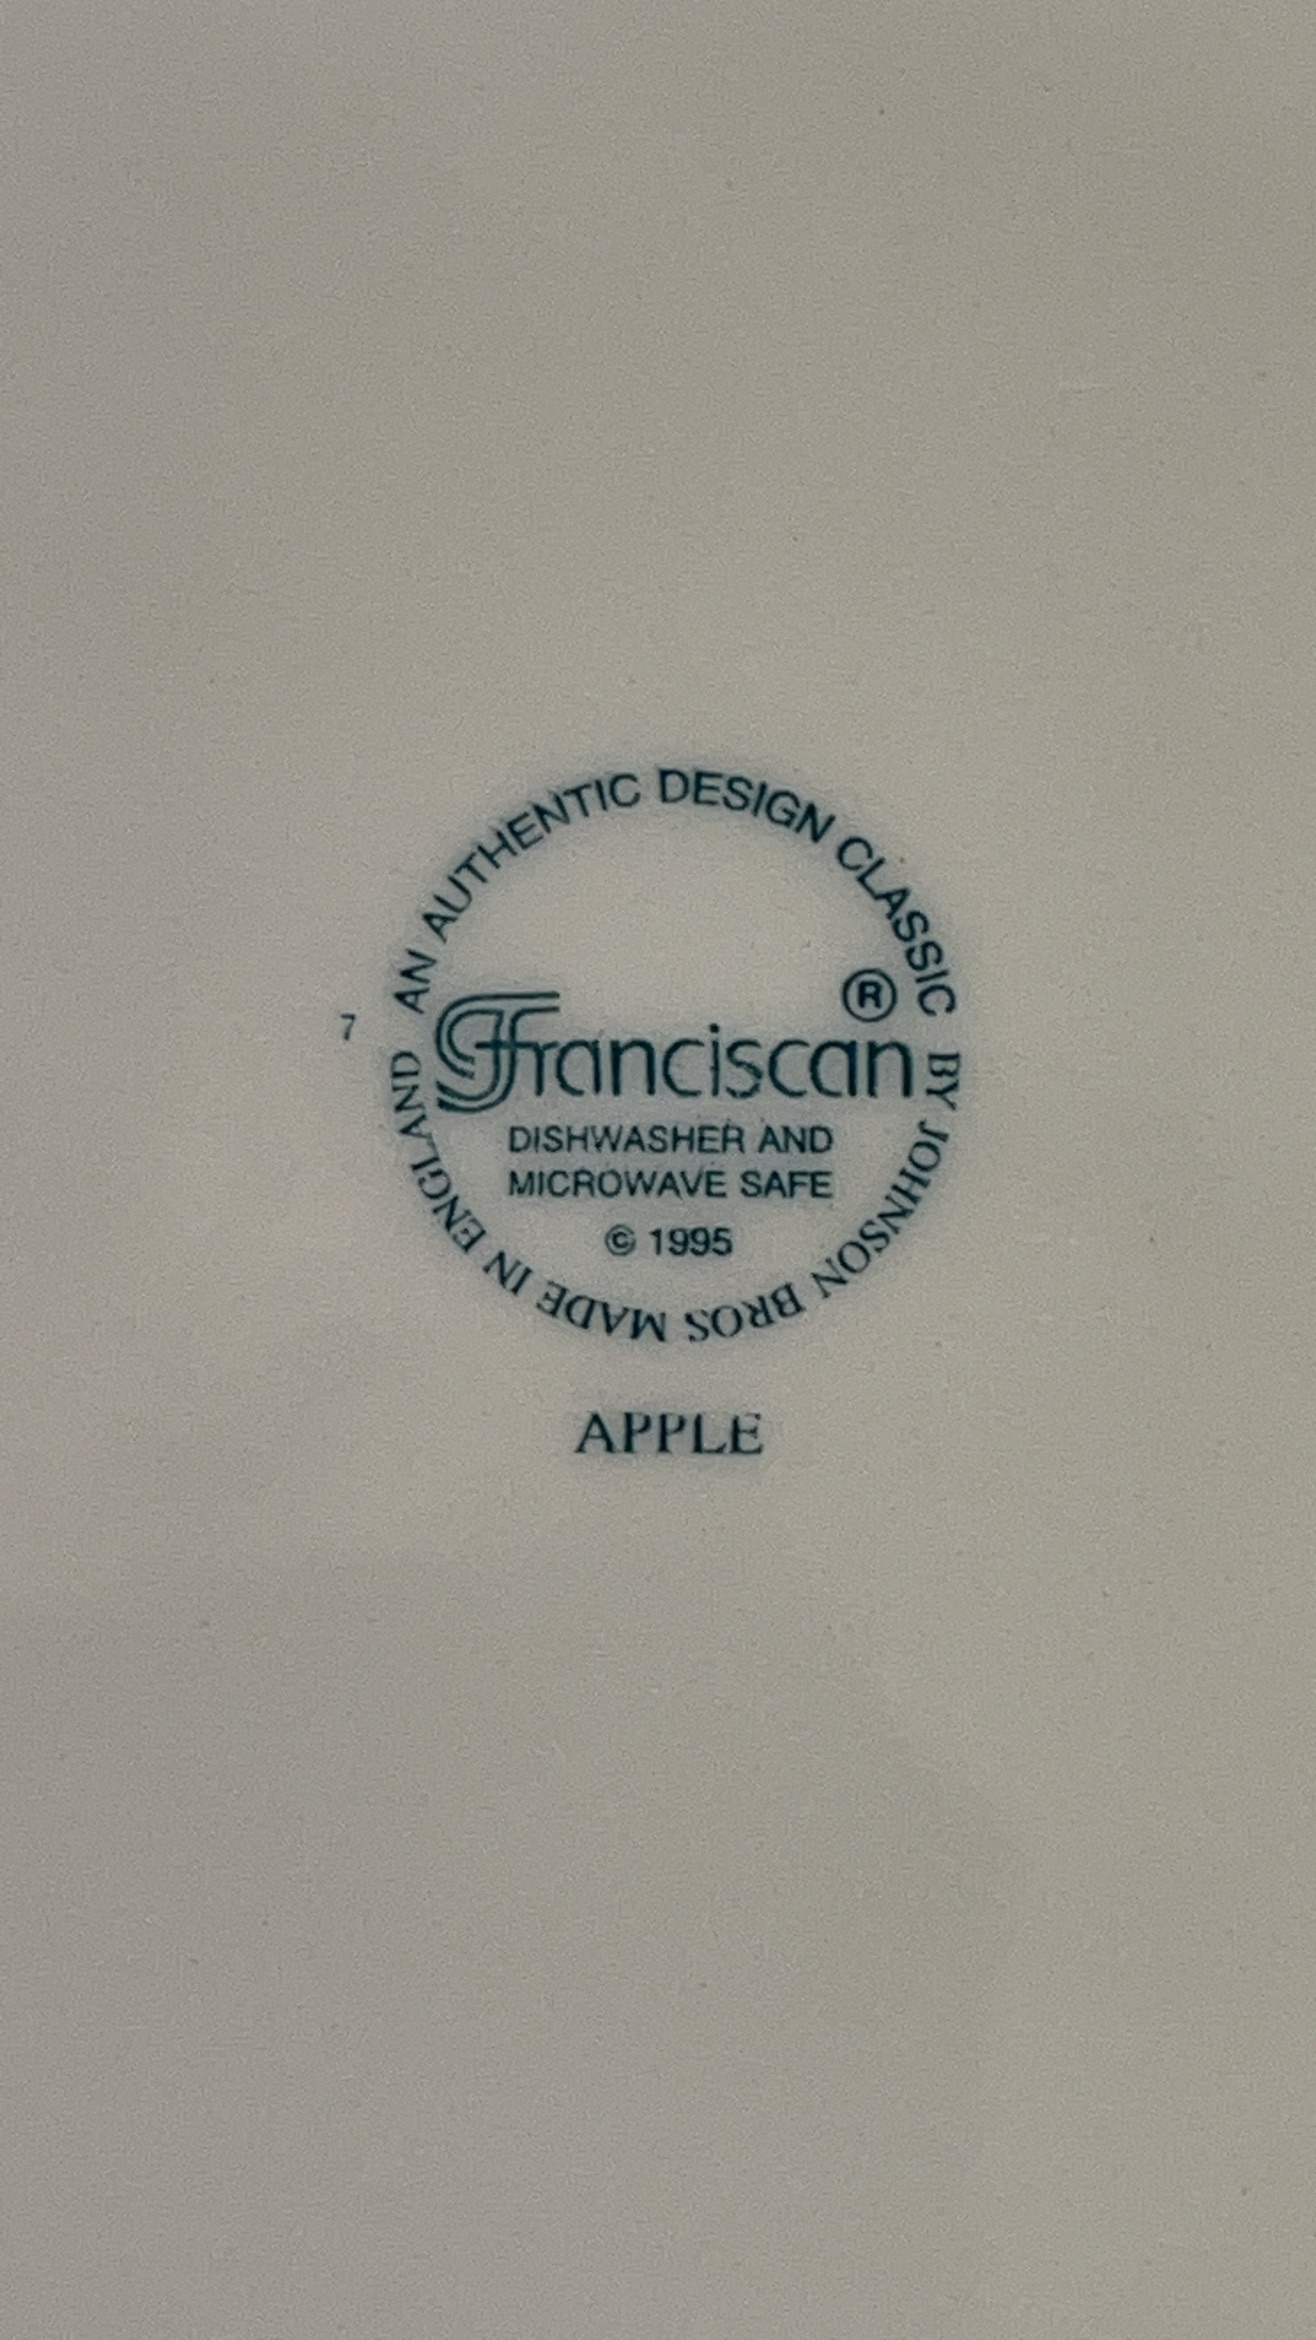 AN AUTHENTIC DESIGN CLASSIC BY JOHNSON BROS MADE IN ENGLAND
7
Franciscan®
DISHWASHER AND
MICROWAVE SAFE
© 1995
APPLE